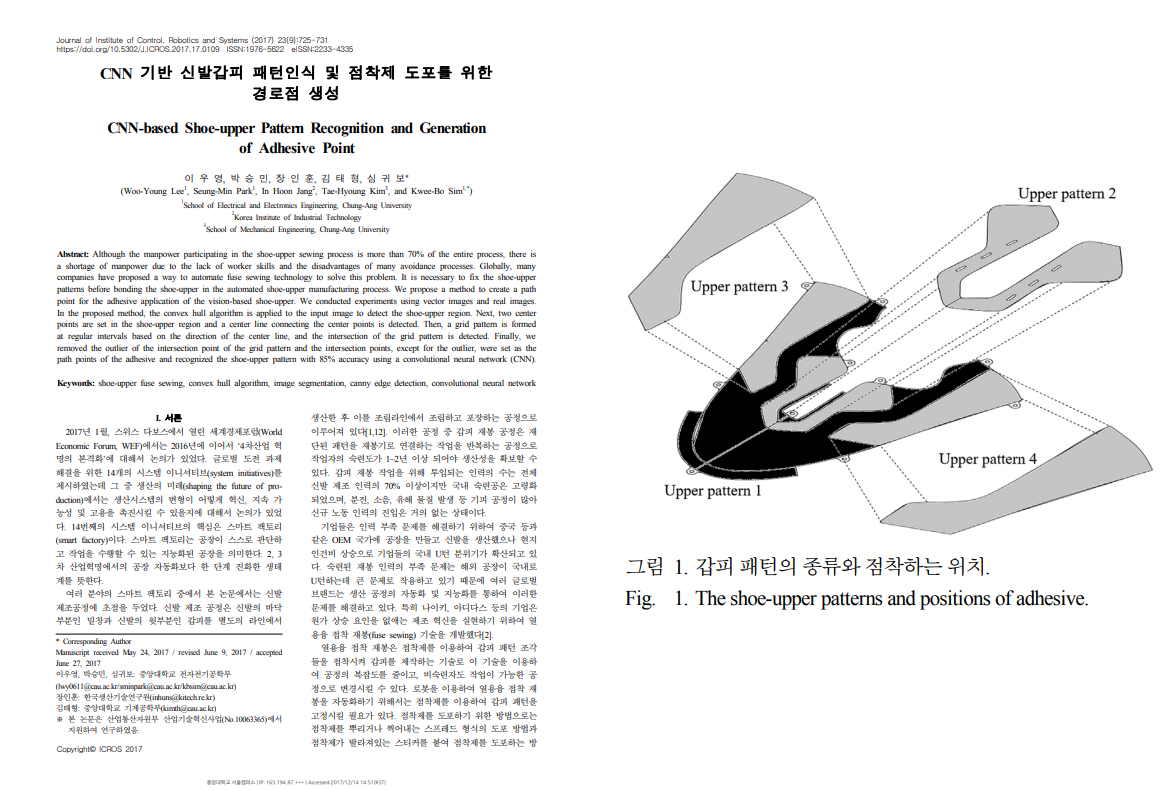 Journal of Institute of Control, Robotics and Systems (2017) 23(9):725-731
https://doi.org/10.5302/J.ICROS.2017.17.0109 ISSN:1976-5622 eISSN:2233-4335
CNN 기반 신발갑피 패턴인식 및 점착제 도포를 위한
경로점 생성
CNN-based Shoe-upper Pattern Recognition and Generation
of Adhesive Point
이 우 영, 박 승 민, 장 인 훈, 김 태 형, 심 귀 보*
(Woo-Young Lee1, Seung-Min Park1, In Hoon Jang2, Tae-Hyoung Kim3, and Kwee-Bo Sim1,*)
1School of Electrical and Electronics Engineering, Chung-Ang University
2Korea Institute of Industrial Technology
3School of Mechanical Engineering, Chung-Ang University
Abstract: Although the manpower participating in the shoe-upper sewing process is more than 70% of the entire process, there is
a shortage of manpower due to the lack of worker skills and the disadvantages of many avoidance processes. Globally, many
companies have proposed a way to automate fuse sewing technology to solve this problem. It is necessary to fix the shoe-upper
patterns before bonding the shoe-upper in the automated shoe-upper manufacturing process. We propose a method to create a path
point for the adhesive application of the vision-based shoe-upper. We conducted experiments using vector images and real images.
In the proposed method, the convex hull algorithm is applied to the input image to detect the shoe-upper region. Next, two center
points are set in the shoe-upper region and a center line connecting the center points is detected. Then, a grid pattern is formed
at regular intervals based on the direction of the center line, and the intersection of the grid pattern is detected. Finally, we
removed the outlier of the intersection point of the grid pattern and the intersection points, except for the outlier, were set as the
path points of the adhesive and recognized the shoe-upper pattern with 85% accuracy using a convolutional neural network (CNN).
Keywords: shoe-upper fuse sewing, convex hull algorithm, image segmentation, canny edge detection, convolutional neural network
I. 서론
2017년 1월, 스위스 다보스에서 열린 세계경제포럼(World
Economic Forum, WEF)에서는 2016년에 이어서 '4차산업 혁
명의 본격화'에 대해서 논의가 있었다. 글로벌 도전 과제
해결을 위한 14개의 시스템 이니셔티브(system initiatives)를
제시하였는데 그 중 생산의 미래(shaping the future of pro-
duction)에서는 생산시스템의 변형이 어떻게 혁신, 지속 가
능성 및 고용을 촉진시킬 수 있을지에 대해서 논의가 있었
다. 14번째의 시스템 이니셔티브의 핵심은 스마트 팩토리
(smart factory)이다. 스마트 팩토리는 공장이 스스로 판단하
고 작업을 수행할 수 있는 지능화된 공장을 의미한다. 2, 3
차 산업혁명에서의 공장 자동화보다 한 단계 진화한 생태
계를 뜻한다.
여러 분야의 스마트 팩토리 중에서 본 논문에서는 신발
제조공정에 초점을 두었다. 신발 제조 공정은 신발의 바닥
부분인 밑창과 신발의 윗부분인 갑피를 별도의 라인에서
* Corresponding Author
Manuscript received May 24, 2017 / revised June 9, 2017 / accepted
June 27, 2017
이우영, 박승민, 심귀보: 중앙대학교 전자전기공학부
(lwy0611@cau.ac.kr/sminpark@cau.ac.kr/kbsim@cau.ac.kr)
장인훈: 한국생산기술연구원(inhuns@kitech.re.kr)
김태형: 중앙대학교 기계공학부(kimth@cau.ac.kr)
※ 본 논문은 산업통상자원부 산업기술혁신사업(No.10063365)에서
지원하여 연구하였음.
Copyright© ICROS 2017
생산한 후 이를 조립라인에서 조립하고 포장하는 공정으로
이루어져 있다[1,12]. 이러한 공정 중 갑피 재봉 공정은 재
단된 패턴을 재봉기로 연결하는 작업을 반복하는 공정으로
작업자의 숙련도가 1~2년 이상 되어야 생산성을 확보할 수
있다. 갑피 재봉 작업을 위해 투입되는 인력의 수는 전체
신발 제조 인력의 70% 이상이지만 국내 숙련공은 고령화
되었으며, 분진, 소음, 유해 물질 발생 등 기피 공정이 많아
신규 노동 인력의 진입은 거의 없는 상태이다.
기업들은 인력 부족 문제를 해결하기 위하여 중국 등과
같은 OEM 국가에 공장을 만들고 신발을 생산했으나 현지
인건비 상승으로 기업들의 국내 U턴 분위기가 확산되고 있
다. 숙련된 재봉 인력의 부족 문제는 해외 공장이 국내로
U턴하는데 큰 문제로 작용하고 있기 때문에 여러 글로벌
브랜드는 생산 공정의 자동화 및 지능화를 통하여 이러한
문제를 해결하고 있다. 특히 나이키, 아디다스 등의 기업은
원가 상승 요인을 없애는 제조 혁신을 실현하기 위하여 열
용융 접착 재봉(fuse sewing) 기술을 개발했다[2].
열용융 접착 재봉은 점착제를 이용하여 갑피 패턴 조각
들을 점착시켜 갑피를 제작하는 기술로 이 기술을 이용하
여 공정의 복잡도를 줄이고, 비숙련자도 작업이 가능한 공
정으로 변경시킬 수 있다. 로봇을 이용하여 열용융 접착 재
봉을 자동화하기 위해서는 점착제를 이용하여 갑피 패턴을
고정시킬 필요가 있다. 점착제를 도포하기 위한 방법으로는
점착제를 뿌리거나 찍어내는 스프레드 형식의 도포 방법과
점착제가 발라져있는 스티커를 붙여 점착제를 도포하는 방
중앙대학교 서울캠퍼스 | IP: 165.194.87.*** | Accessed 2017/12/14 14:51(KST)
Upper pattern 2
Upper pattern 3
Upper pattern 4
Upper pattern 1
그림 1. 갑피 패턴의 종류와 점착하는 위치.
Fig. 1. The shoe-upper patterns and positions of adhesive.